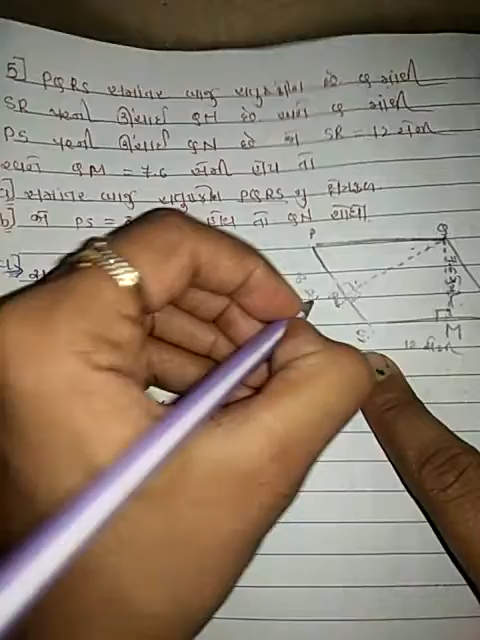 5] PQRS સમાંતર બાજુ ચતુષ્કોણ છે Q માંથી
SR પરની ઊંચાઈ QM છે અને Q માંથી
PS પરની ઊંચાઈ QN છે જો SR = 12 સેમી
અને QM = 7.6 સેમી હોય તો
a) સમાંતર બાજુ ચતુષ્કોણ PQRS નું ક્ષેત્રફળ
b) જો PS = હોય તો QN શોધો
P
Q
S
M
12 સેમી